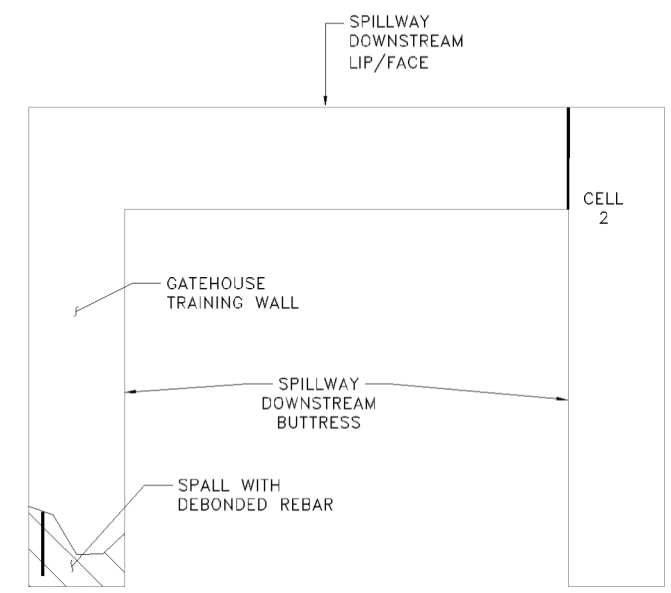 SPILLWAY
DOWNSTREAM
LIP/FACE
CELL
2
GATEHOUSE
TRAINING WALL
SPILLWAY
DOWNSTREAM
BUTTRESS
SPALL WITH
DEBONDED REBAR